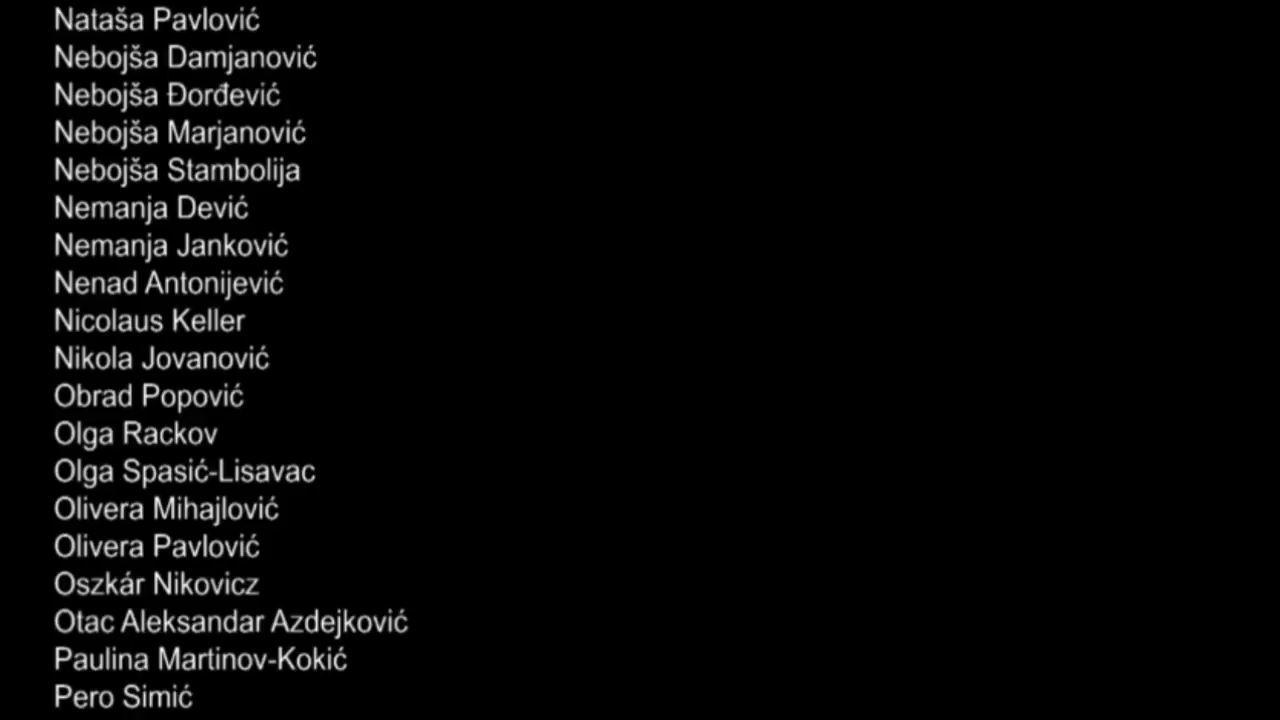 Nataša Pavlović
Nebojša Damjanović
Nebojša Đorđević
Nebojša Marjanović
Nebojša Stambolija
Nemanja Dević
Nemanja Janković
Nenad Antonijević
Nicolaus Keller
Nikola Jovanović
Obrad Popović
Olga Rackov
Olga Spasić-Lisavac
Olivera Mihajlović
Olivera Pavlović
Oszkár Nikovicz
Otac Aleksandar Azdejković
Paulina Martinov-Kokić
Pero Simić